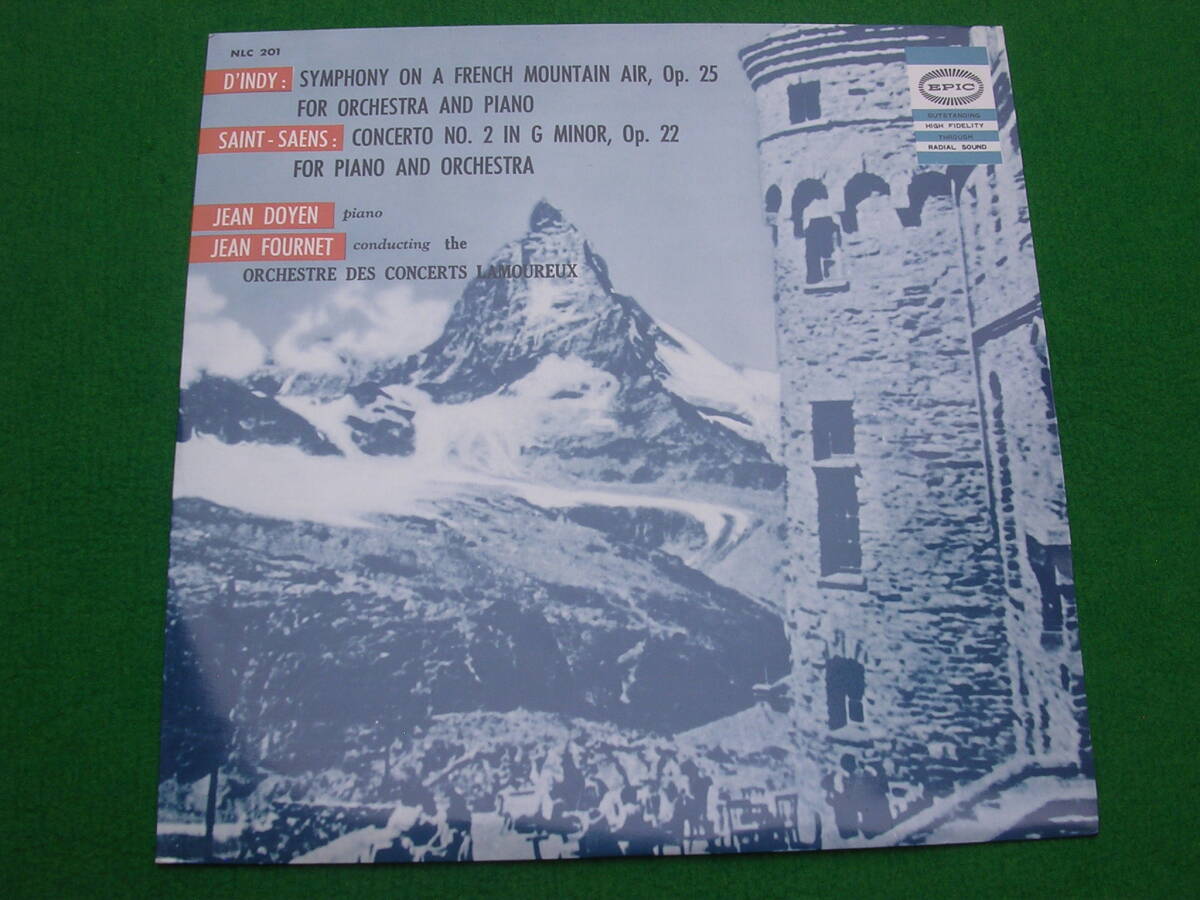 NLC 201
D'INDY: SYMPHONY ON A FRENCH MOUNTAIN AIR, Op. 25
FOR ORCHESTRA AND PIANO
SAINT-SAENS: CONCERTO NO. 2 IN G MINOR, Op. 22
FOR PIANO AND ORCHESTRA
JEAN DOYEN piano
JEAN FOURNET conducting the
ORCHESTRE DES CONCERTS LAMOUREUX
EPIC
OUTSTANDING
HIGH FIDELITY
THROUGH
RADIAL SOUND